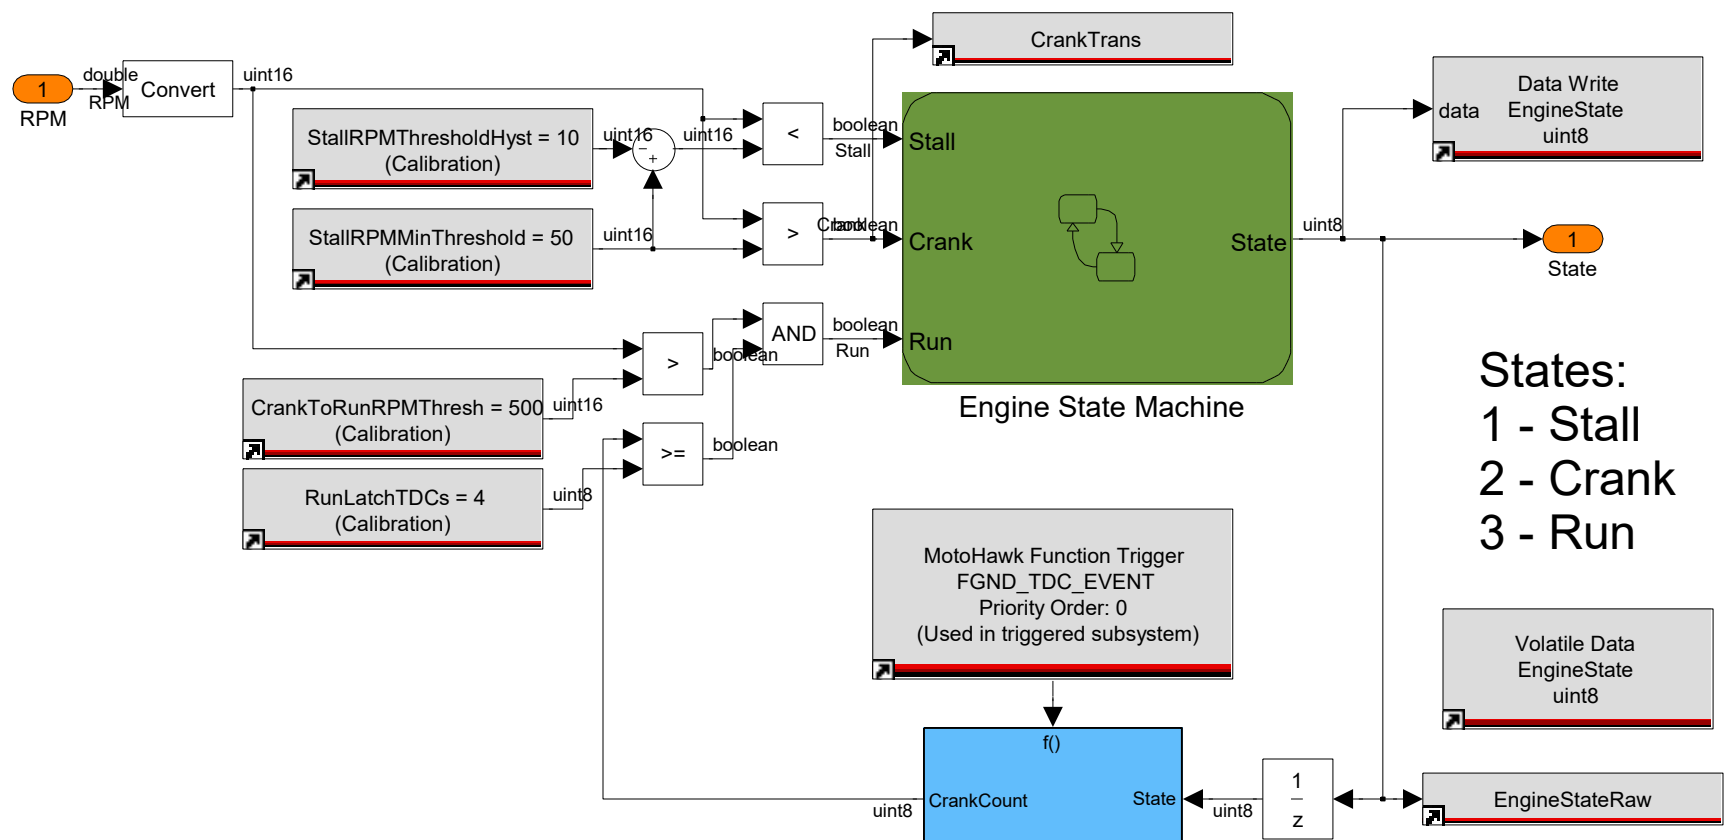 CrankTrans
1
RPM
double
RPM
Convert
uint16
StallRPMThresholdHyst = 10
(Calibration)
uint16
−
+
uint16
<
boolean
Stall
StallRPMMinThreshold = 50
(Calibration)
uint16
>
boolean
Crank
Stall
Crank
Run
State
Engine State Machine
uint8
Data Write
EngineState
uint8
data
1
State
AND
boolean
Run
>
boolean
CrankToRunRPMThresh = 500
(Calibration)
uint16
>=
boolean
RunLatchTDCs = 4
(Calibration)
uint8
States:
1 - Stall
2 - Crank
3 - Run
MotoHawk Function Trigger
FGND_TDC_EVENT
Priority Order: 0
(Used in triggered subsystem)
Volatile Data
EngineState
uint8
f()
CrankCount
State
uint8
uint8
1
z
EngineStateRaw